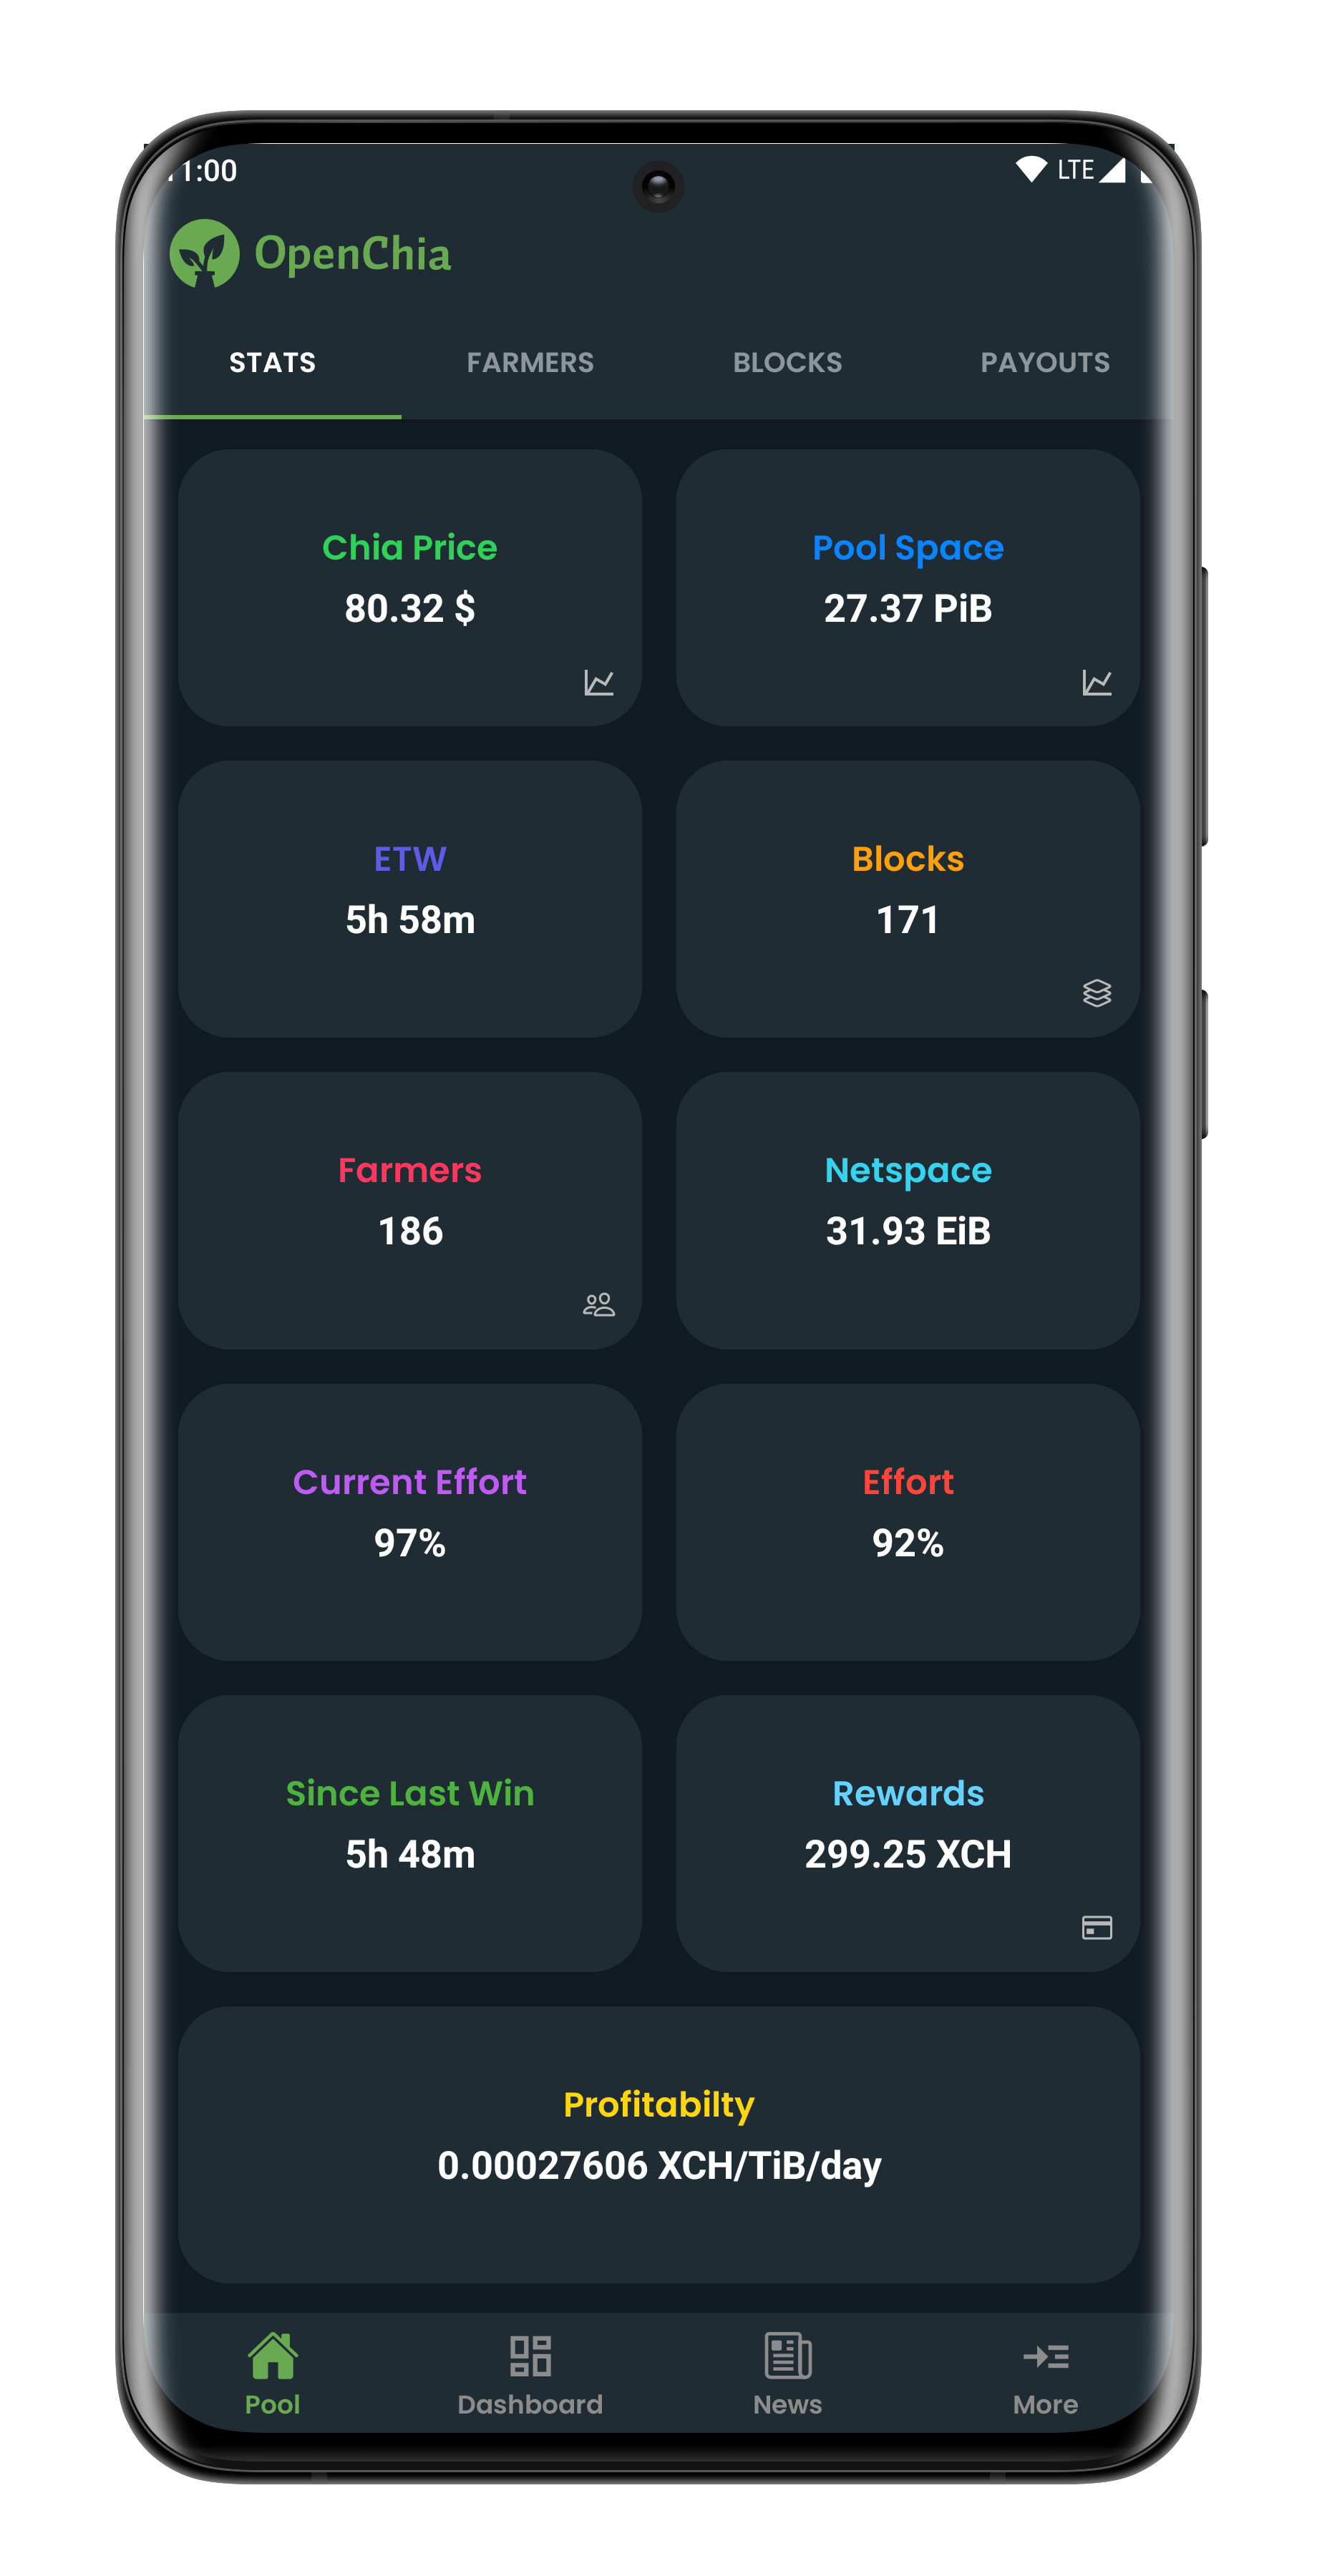 11:00 LTE
OpenChia
STATS FARMERS BLOCKS PAYOUTS
Chia Price Pool Space
80.32 $ 27.37 PiB
ETW Blocks
5h 58m 171
Farmers Netspace
186 31.93 EiB
Current Effort Effort
97% 92%
Since Last Win Rewards
5h 48m 299.25 XCH
Profitabilty
0.00027606 XCH/TiB/day
Pool Dashboard News More